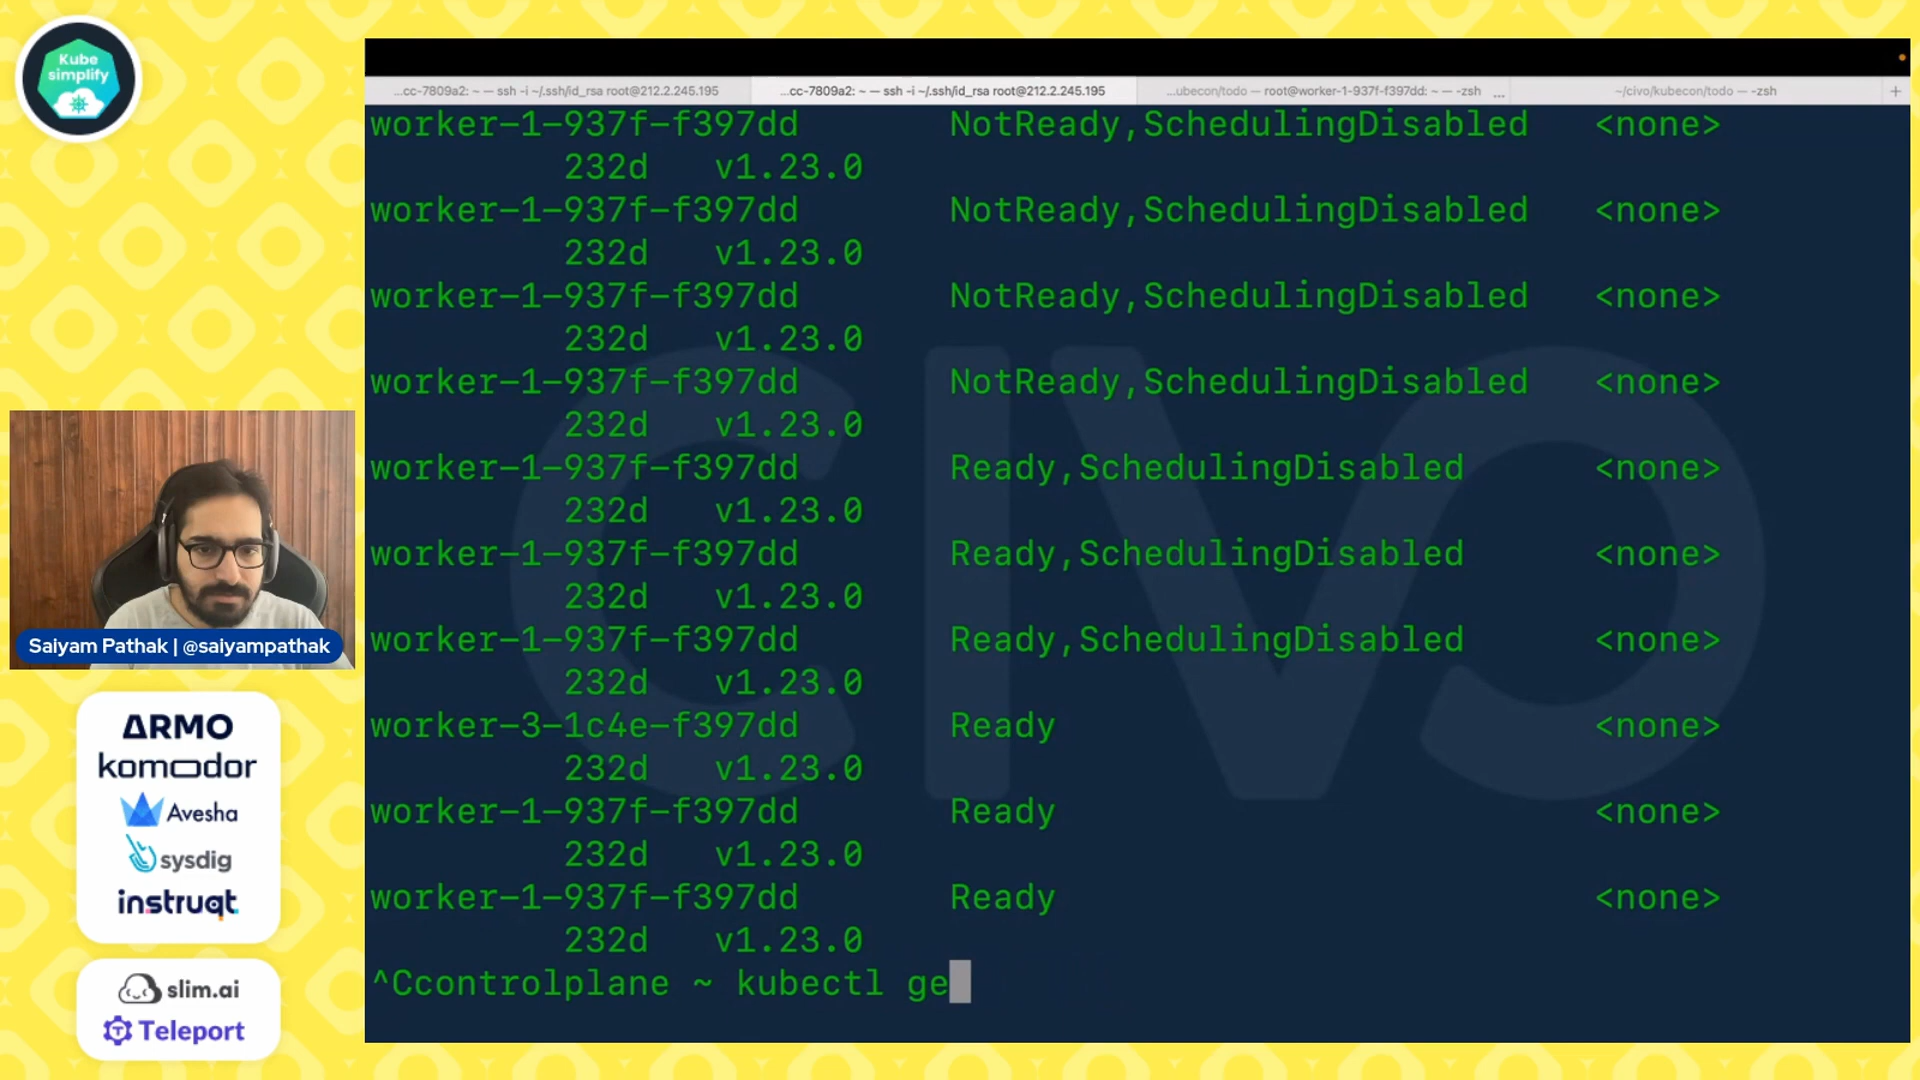 Kube
simplify
...cc-7809a2: ~ — ssh -i ~/.ssh/id_rsa root@212.2.245.195
...cc-7809a2: ~ — ssh -i ~/.ssh/id_rsa root@212.2.245.195
...ubecon/todo — root@worker-1-937f-f397dd: ~ — -zsh ...
~/civo/kubecon/todo — -zsh
+
worker-1-937f-f397dd NotReady,SchedulingDisabled <none>
232d v1.23.0
worker-1-937f-f397dd NotReady,SchedulingDisabled <none>
232d v1.23.0
worker-1-937f-f397dd NotReady,SchedulingDisabled <none>
232d v1.23.0
worker-1-937f-f397dd NotReady,SchedulingDisabled <none>
232d v1.23.0
worker-1-937f-f397dd Ready,SchedulingDisabled <none>
232d v1.23.0
worker-1-937f-f397dd Ready,SchedulingDisabled <none>
232d v1.23.0
worker-1-937f-f397dd Ready,SchedulingDisabled <none>
232d v1.23.0
worker-3-1c4e-f397dd Ready <none>
232d v1.23.0
worker-1-937f-f397dd Ready <none>
232d v1.23.0
worker-1-937f-f397dd Ready <none>
232d v1.23.0
^Ccontrolplane ~ kubectl ge
CIVO
Saiyam Pathak | @saiyampathak
ARMO
komodor
Avesha
sysdig
instruqt
slim.ai
Teleport